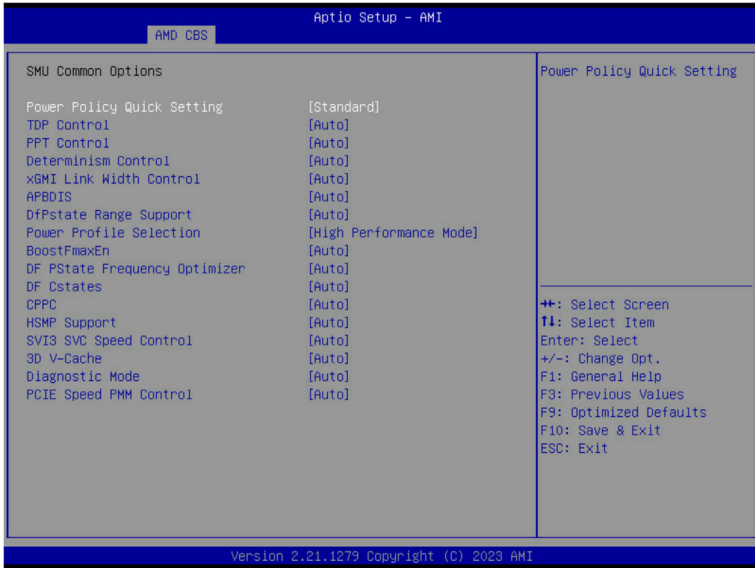 Aptio Setup – AMI
AMD CBS
SMU Common Options
Power Policy Quick Setting [Standard]
TDP Control [Auto]
PPT Control [Auto]
Determinism Control [Auto]
xGMI Link Width Control [Auto]
APBDIS [Auto]
DfPstate Range Support [Auto]
Power Profile Selection [High Performance Mode]
BoostFmaxEn [Auto]
DF PState Frequency Optimizer [Auto]
DF Cstates [Auto]
CPPC [Auto]
HSMP Support [Auto]
SVI3 SVC Speed Control [Auto]
3D V-Cache [Auto]
Diagnostic Mode [Auto]
PCIE Speed PMM Control [Auto]
Power Policy Quick Setting
→←: Select Screen
↑↓: Select Item
Enter: Select
+/-: Change Opt.
F1: General Help
F3: Previous Values
F9: Optimized Defaults
F10: Save & Exit
ESC: Exit
Version 2.21.1279 Copyright (C) 2023 AMI